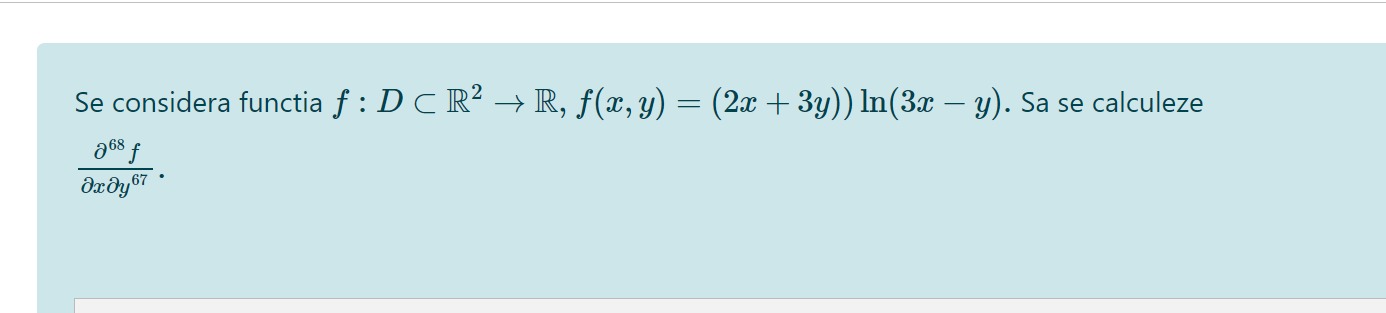 Se considera functia f : D ⊂ ℝ² → ℝ, f(x, y) = (2x + 3y)) ln(3x − y). Sa se calculeze
∂⁶⁸f / ∂x∂y⁶⁷ .